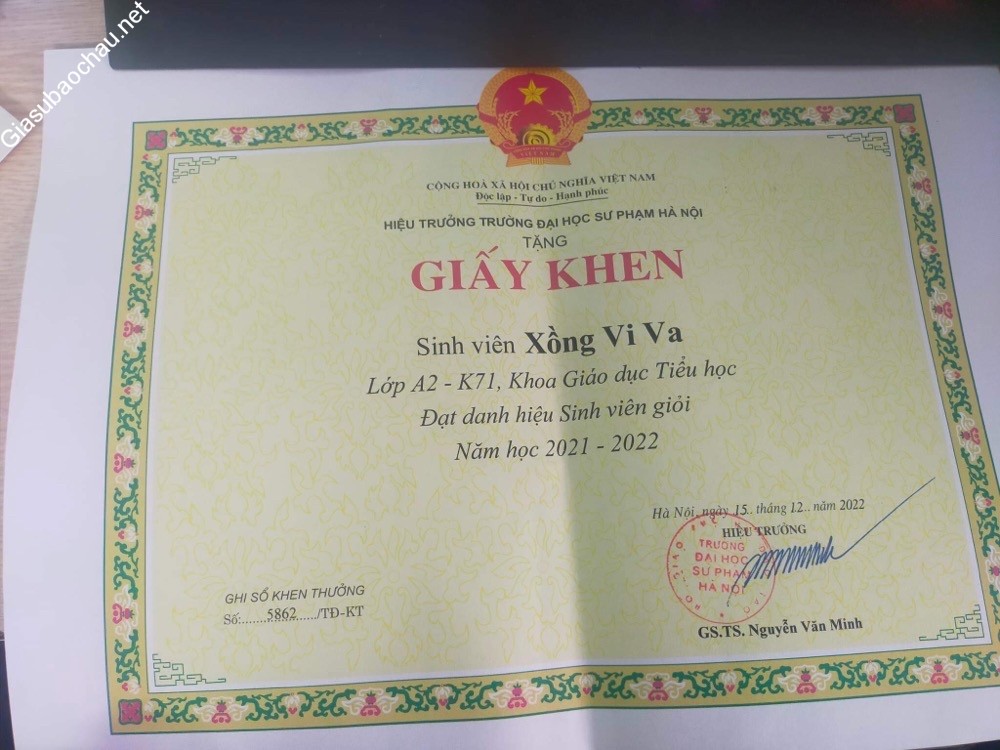 Giasubaochau.net
VIỆT NAM
CỘNG HOÀ XÃ HỘI CHỦ NGHĨA VIỆT NAM
Độc lập - Tự do - Hạnh phúc
HIỆU TRƯỞNG TRƯỜNG ĐẠI HỌC SƯ PHẠM HÀ NỘI
TẶNG
GIẤY KHEN
Sinh viên Xồng Vi Va
Lớp A2 - K71, Khoa Giáo dục Tiểu học
Đạt danh hiệu Sinh viên giỏi
Năm học 2021 - 2022
Hà Nội, ngày 15.. tháng 12.. năm 2022
HIỆU TRƯỞNG
TRƯỜNG
ĐẠI HỌC
SƯ PHẠM
HÀ NỘI
GS.TS. Nguyễn Văn Minh
GHI SỔ KHEN THƯỞNG
Số:.......5862....../TĐ-KT